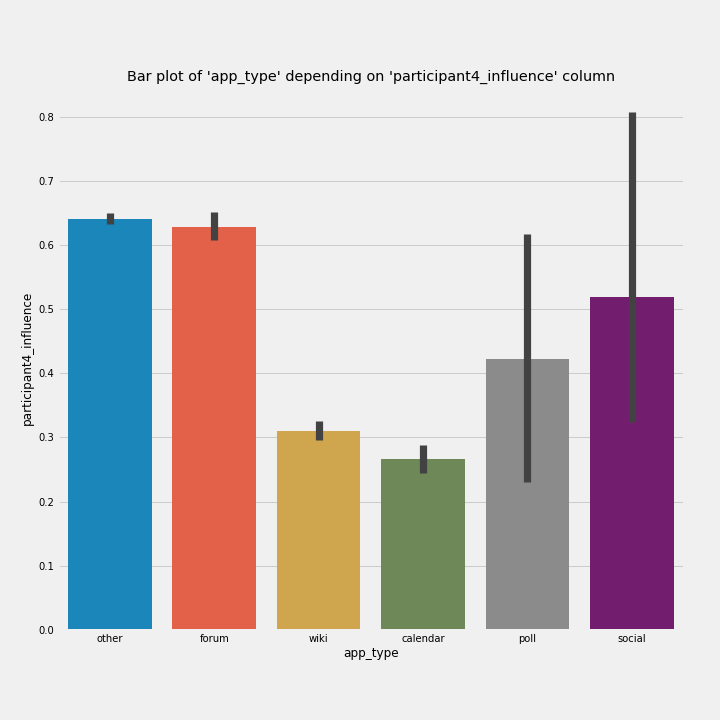 Bar plot of 'app_type' depending on 'participant4_influence' column
0.8
0.7
0.6
0.5
0.4
0.3
0.2
0.1
0.0
participant4_influence
other forum wiki calendar poll social
app_type